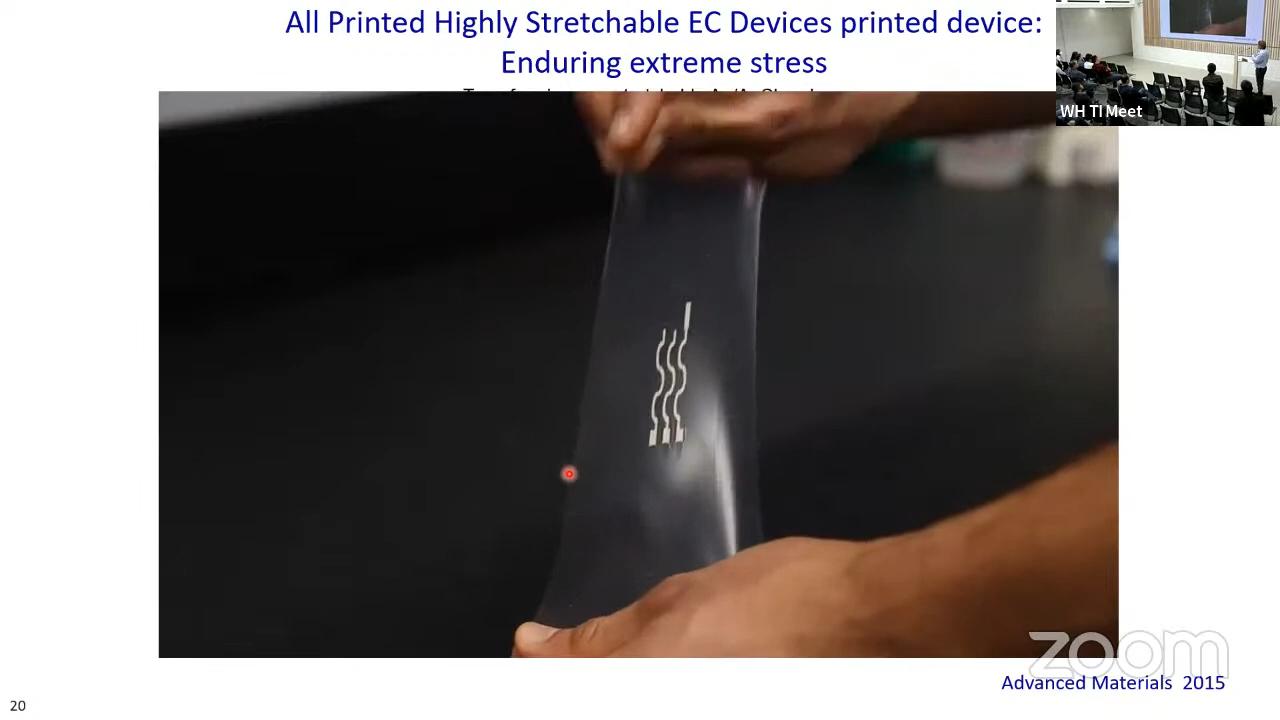 All Printed Highly Stretchable EC Devices printed device:
Enduring extreme stress
WH TI Meet
zoom
Advanced Materials 2015
20